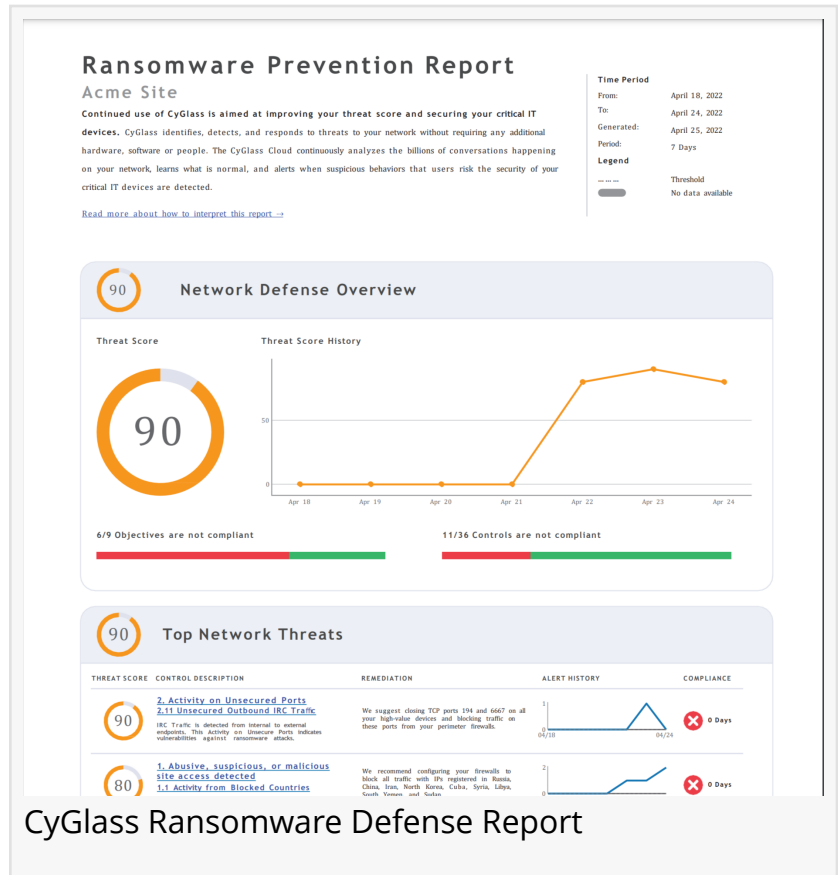 Ransomware Prevention Report
Acme Site
Continued use of CyGlass is aimed at improving your threat score and securing your critical IT
devices. CyGlass identifies, detects, and responds to threats to your network without requiring any additional
hardware, software or people. The CyGlass Cloud continuously analyzes the billions of conversations happening
on your network, learns what is normal, and alerts when suspicious behaviors that users risk the security of your
critical IT devices are detected.
Read more about how to interpret this report →
Time Period
From: April 18, 2022
To: April 24, 2022
Generated: April 25, 2022
Period: 7 Days
Legend
Threshold
No data available
90 Network Defense Overview
Threat Score
90
Threat Score History
50
0
Apr 18 Apr 19 Apr 20 Apr 21 Apr 22 Apr 23 Apr 24
6/9 Objectives are not compliant
11/36 Controls are not compliant
90 Top Network Threats
THREAT SCORE CONTROL DESCRIPTION REMEDIATION ALERT HISTORY COMPLIANCE
90
2. Activity on Unsecured Ports
2.11 Unsecured Outbound IRC Traffic
IRC Traffic is detected from internal to external
endpoints. This Activity on Unsecure Ports indicates
vulnerabilities against ransomware attacks.
We suggest closing TCP ports 194 and 6667 on all
your high-value devices and blocking traffic on
these ports from your perimeter firewalls.
1
0
04/18 04/24
0 Days
80
1. Abusive, suspicious, or malicious
site access detected
1.1 Activity from Blocked Countries
We recommend configuring your firewalls to
block all traffic with IPs registered in Russia,
China, Iran, North Korea, Cuba, Syria, Libya,
South Yemen, and Sudan.
2
0
0 Days
CyGlass Ransomware Defense Report